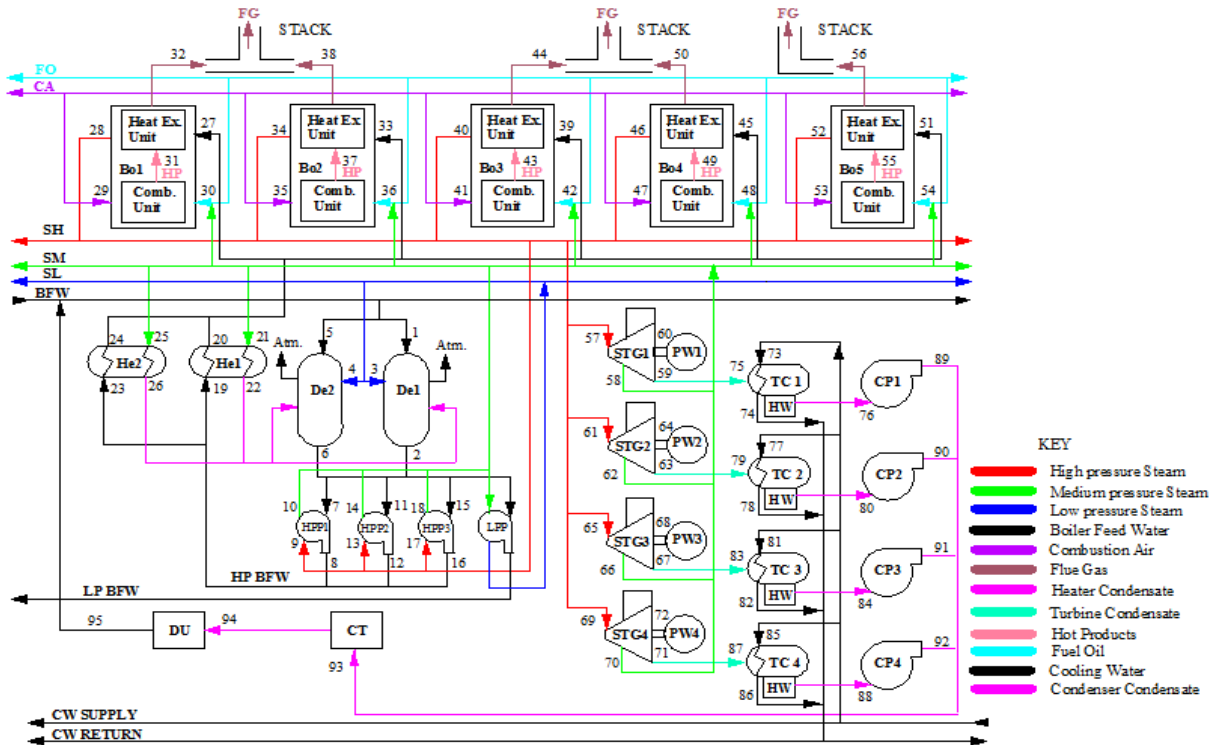 FG FG FG
STACK STACK STACK
32 38 44 50 56
FO
CA
Heat Ex. Unit Heat Ex. Unit Heat Ex. Unit Heat Ex. Unit Heat Ex. Unit
28 27 34 33 40 39 46 45 52 51
31 37 43 49 55
HP HP HP HP HP
Bo1 Bo2 Bo3 Bo4 Bo5
Comb. Unit Comb. Unit Comb. Unit Comb. Unit Comb. Unit
29 30 35 36 41 42 47 48 53 54
SH
SM
SL
BFW
24 25 20 21
He2 He1
23 26 19 22
Atm. Atm.
5 1
4 3
De2 De1
6 2
10 7 14 11 18 15
HPP1 HPP2 HPP3 LPP
9 8 13 12 17 16
HP BFW
LP BFW
95 DU 94 CT
93
57 60
STG1 PW1
58 59
61 64
STG2 PW2
62 63
65 68
STG3 PW3
66 67
69 72
STG4 PW4
70 71
75 73
TC 1
74 HW 76
CP1 89
79 77
TC 2
78 HW 80
CP2 90
83 81
TC 3
82 HW 84
CP3 91
87 85
TC 4
86 HW 88
CP4 92
CW SUPPLY
CW RETURN
KEY
High pressure Steam
Medium pressure Steam
Low pressure Steam
Boiler Feed Water
Combustion Air
Flue Gas
Heater Condensate
Turbine Condensate
Hot Products
Fuel Oil
Cooling Water
Condenser Condensate